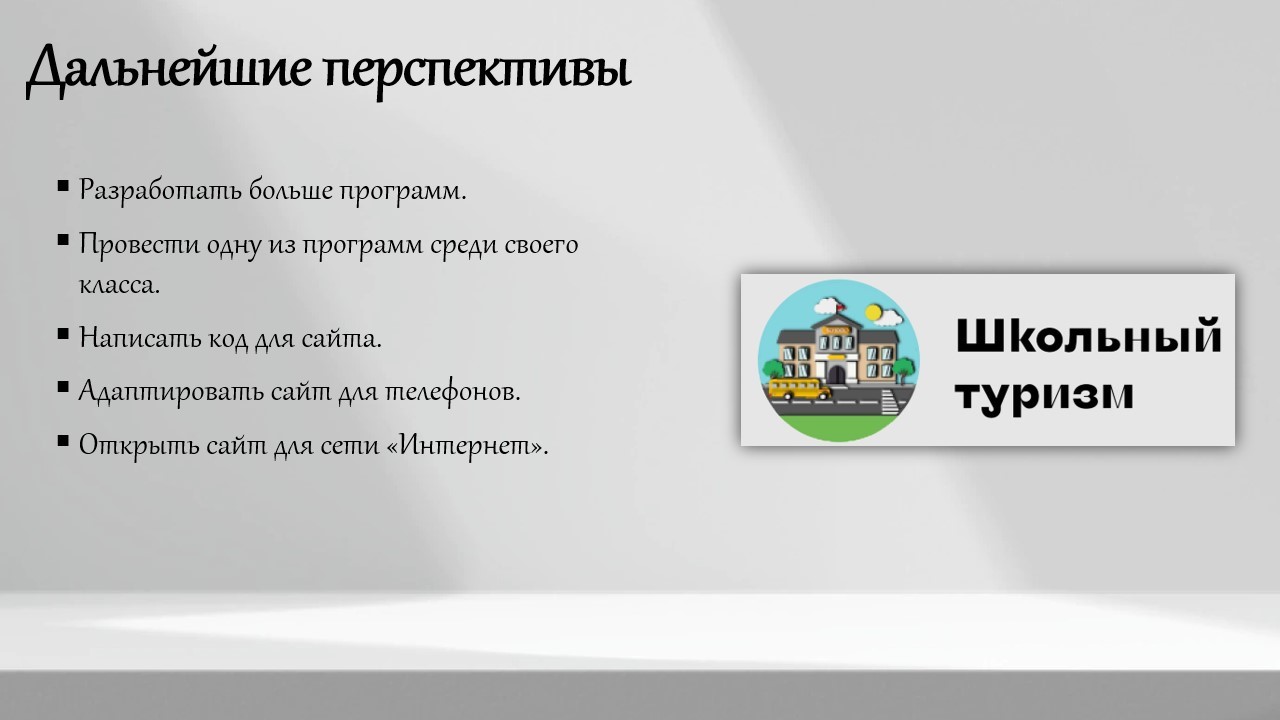 Дальнейшие перспективы
▪ Разработать больше программ.
▪ Провести одну из программ среди своего
класса.
▪ Написать код для сайта.
▪ Адаптировать сайт для телефонов.
▪ Открыть сайт для сети «Интернет».
Школьный
туризм